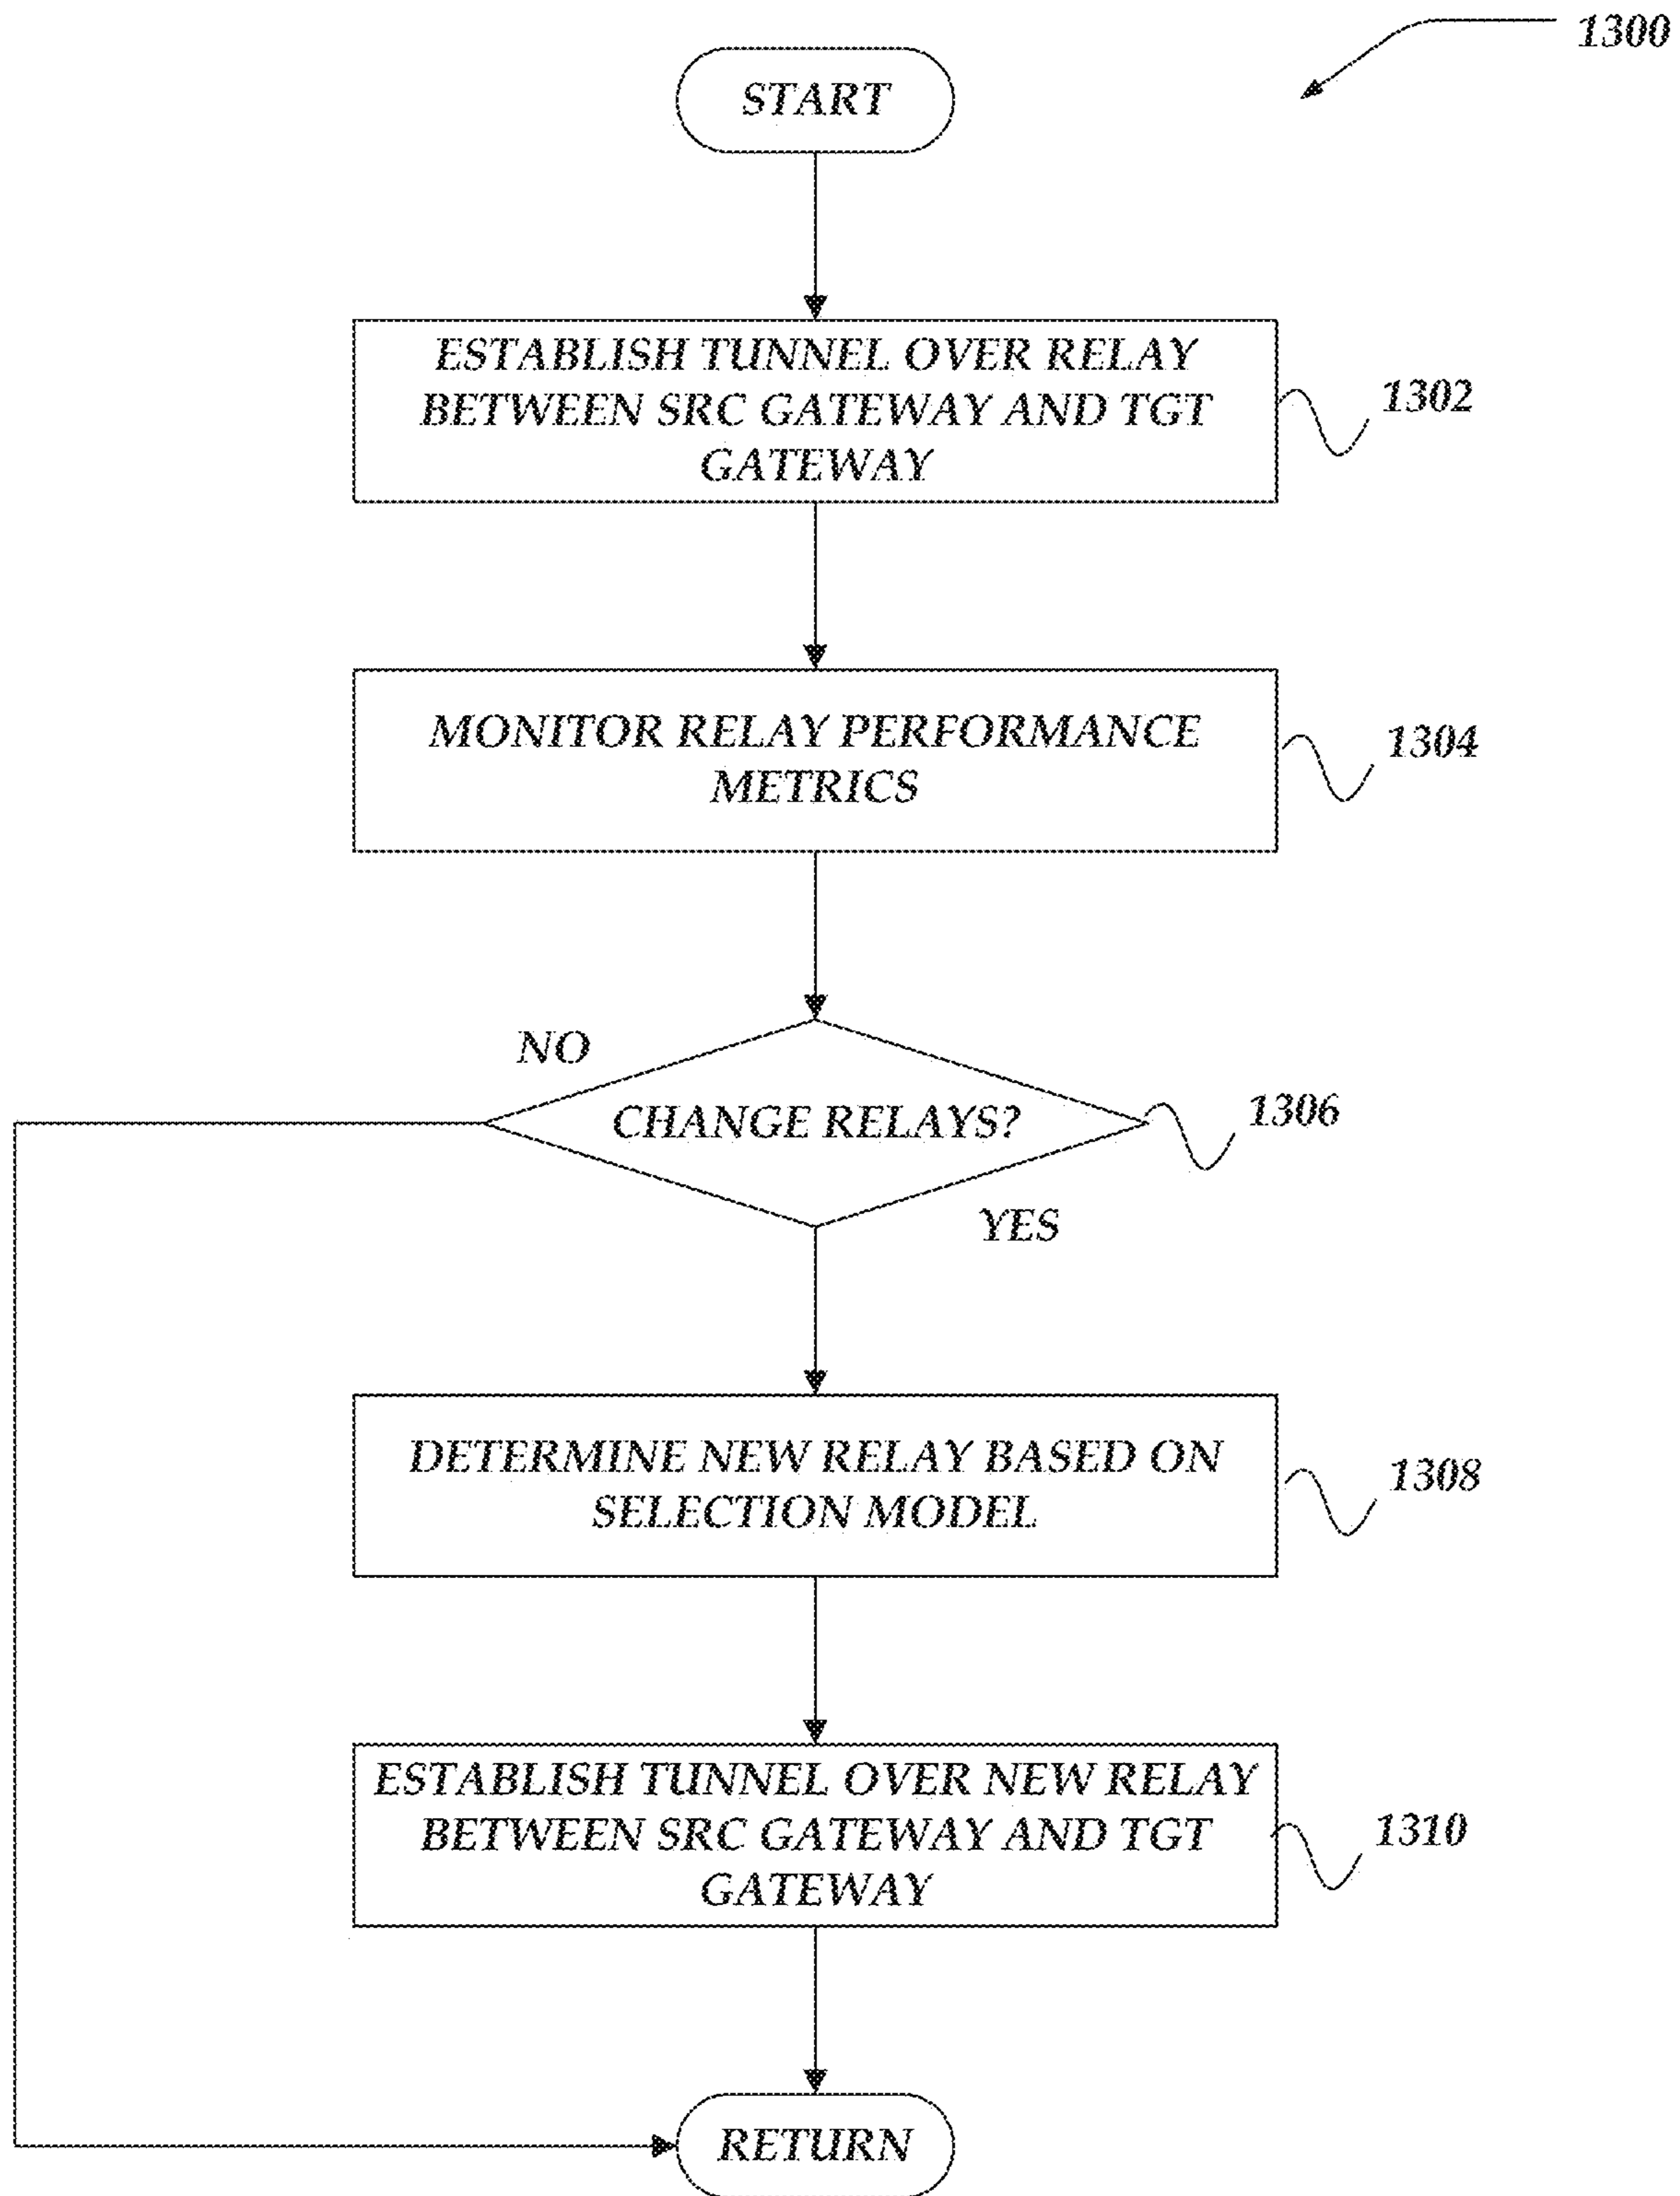 1300
START
ESTABLISH TUNNEL OVER RELAY
BETWEEN SRC GATEWAY AND TGT
GATEWAY
1302
MONITOR RELAY PERFORMANCE
METRICS
1304
NO
CHANGE RELAYS?
1306
YES
DETERMINE NEW RELAY BASED ON
SELECTION MODEL
1308
ESTABLISH TUNNEL OVER NEW RELAY
BETWEEN SRC GATEWAY AND TGT
GATEWAY
1310
RETURN